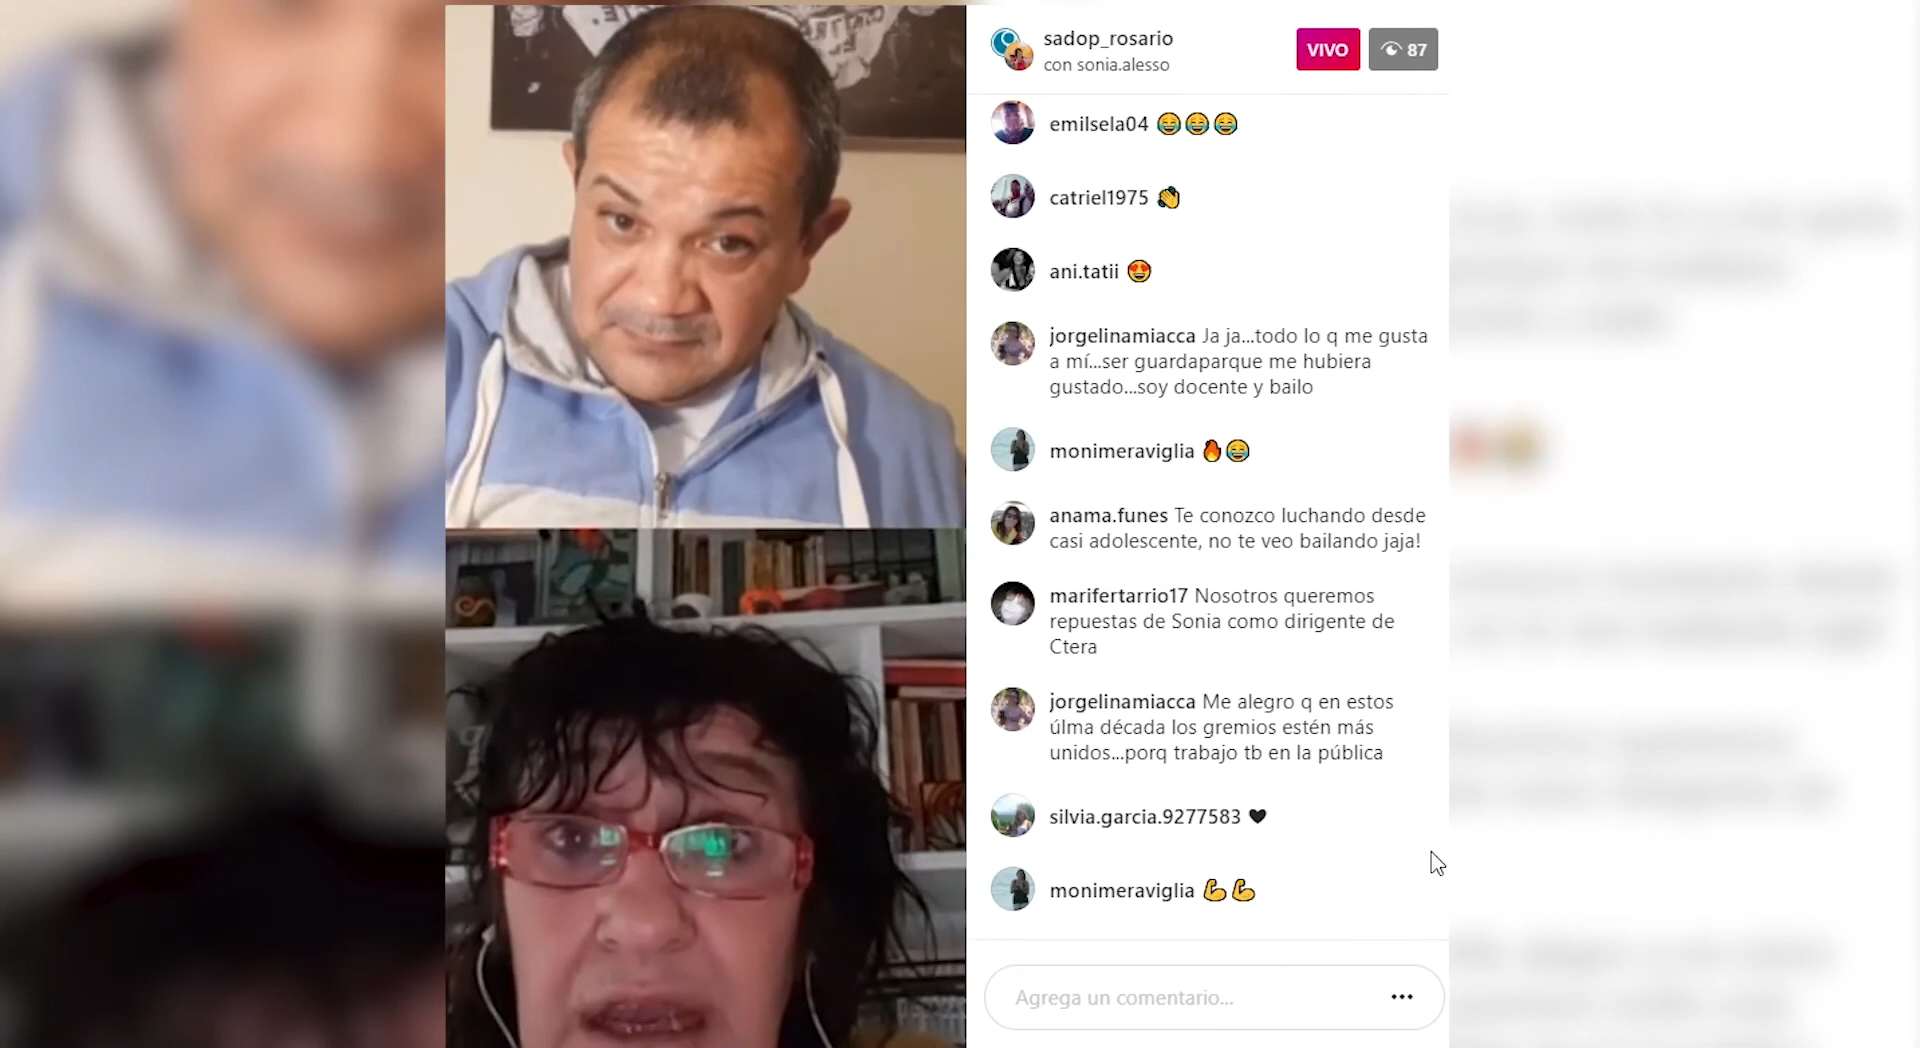 sadop_rosario
con sonia.alesso
VIVO
87
emilsela04 😂😂😂
catriel1975 👏
ani.tatii 😍
jorgelinamiacca Ja ja...todo lo q me gusta
a mí...ser guardaparque me hubiera
gustado...soy docente y bailo
monimeraviglia 🔥😂
anama.funes Te conozco luchando desde
casi adolescente, no te veo bailando jaja!
marifertarrio17 Nosotros queremos
repuestas de Sonia como dirigente de
Ctera
jorgelinamiacca Me alegro q en estos
úlma década los gremios estén más
unidos...porq trabajo tb en la pública
silvia.garcia.9277583 🖤
monimeraviglia 💪💪
Agrega un comentario...